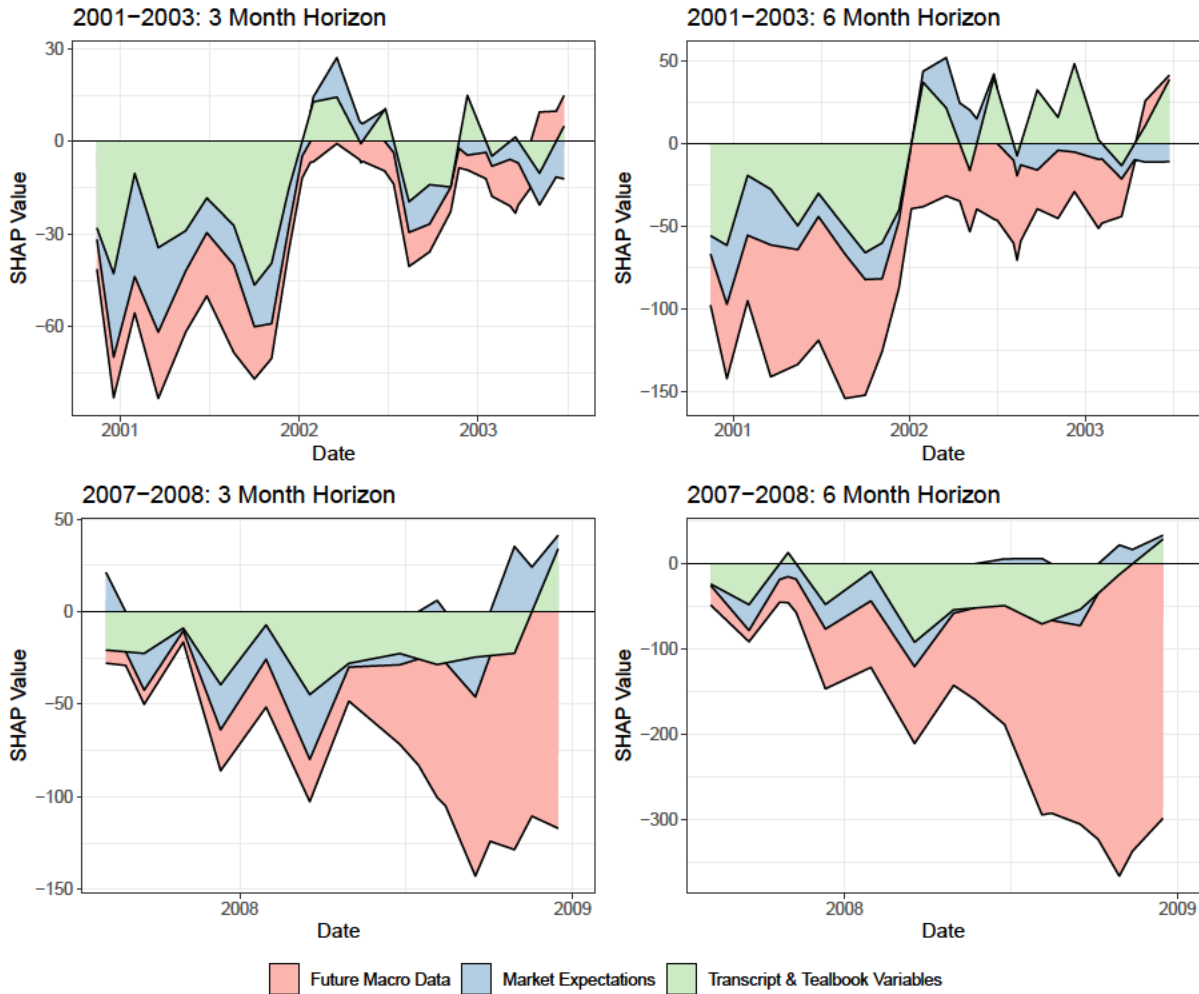 2001−2003: 3 Month Horizon
30
0
−30
−60
SHAP Value
2001
2002
2003
Date
2001−2003: 6 Month Horizon
50
0
−50
−100
−150
SHAP Value
2001
2002
2003
Date
2007−2008: 3 Month Horizon
50
0
−50
−100
−150
SHAP Value
2008
2009
Date
2007−2008: 6 Month Horizon
0
−100
−200
−300
SHAP Value
2008
2009
Date
Future Macro Data
Market Expectations
Transcript & Tealbook Variables